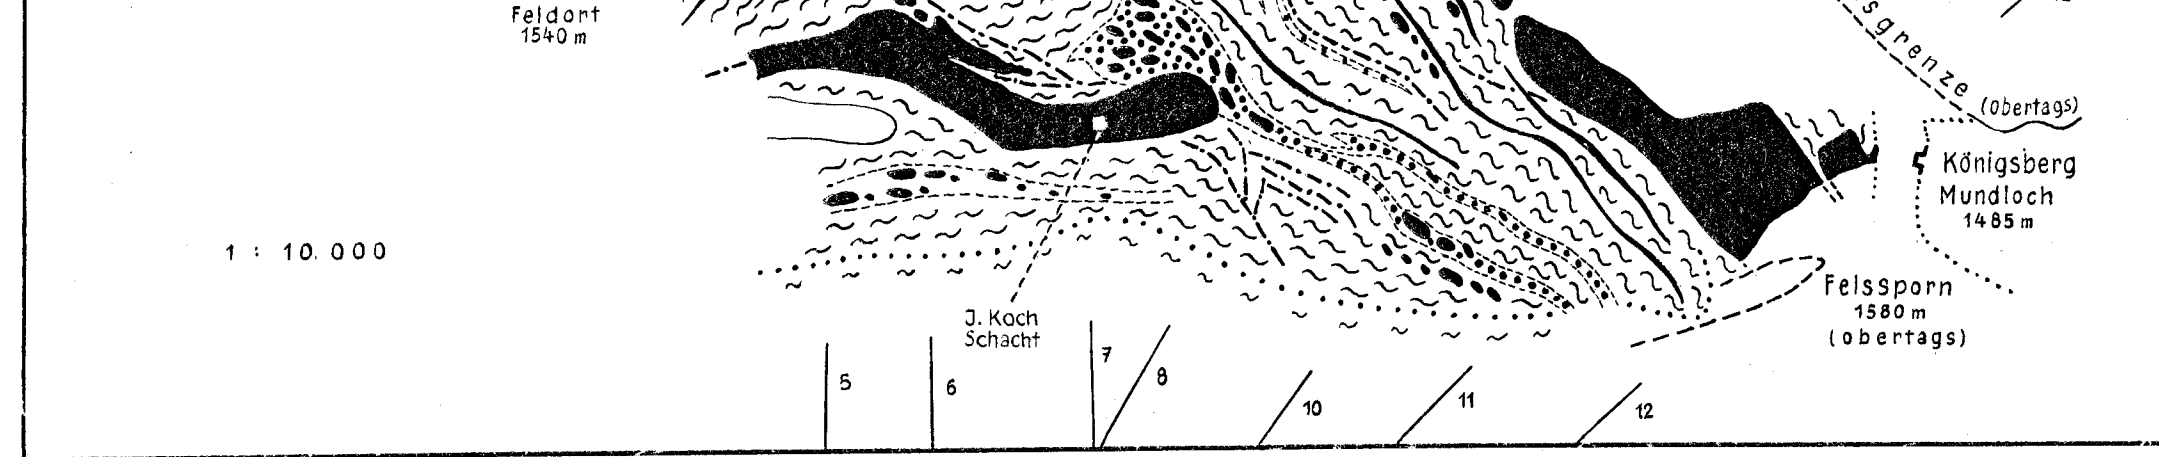 Feldort
1540 m
sgrenze
(obertags)
Königsberg
Mundloch
1485 m
1 : 10.000
Felssporn
1580 m
(obertags)
J. Koch
Schacht
5
6
7
8
10
11
12